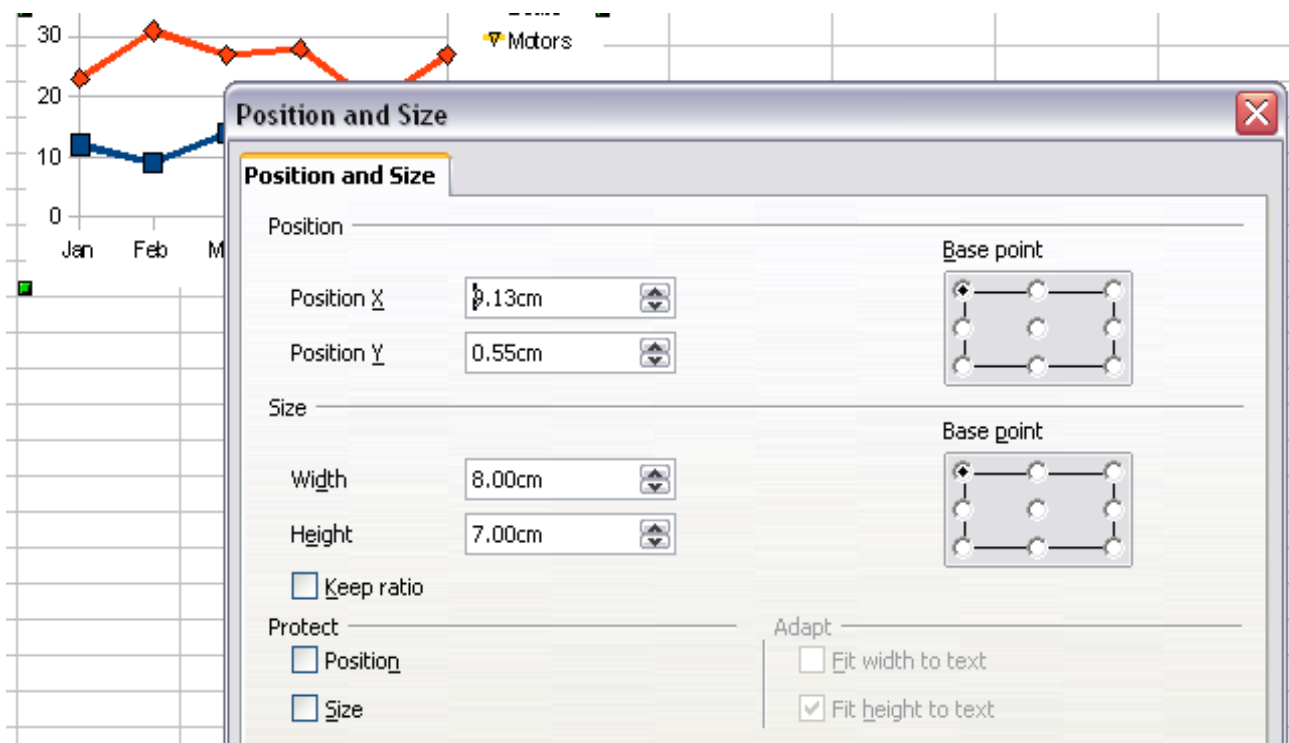 30
Motors
20
10
0
Jan Feb M
Position and Size
Position and Size
Position
Base point
Position X 9.13cm
Position Y 0.55cm
Size
Base point
Width 8.00cm
Height 7.00cm
Keep ratio
Protect
Adapt
Position
Fit width to text
Size
Fit height to text